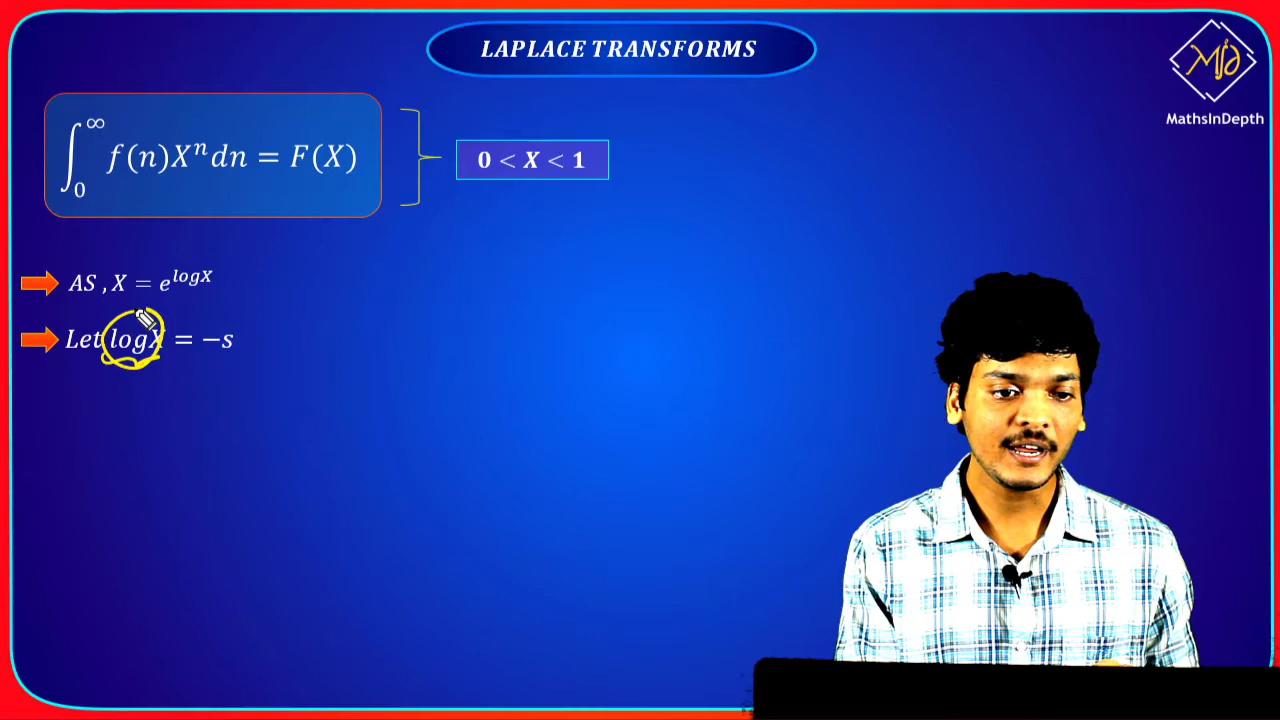 LAPLACE TRANSFORMS
MathsInDepth
∫₀^∞ f(n)Xⁿdn = F(X)
0 < X < 1
AS , X = e^{logX}
Let logX = −s